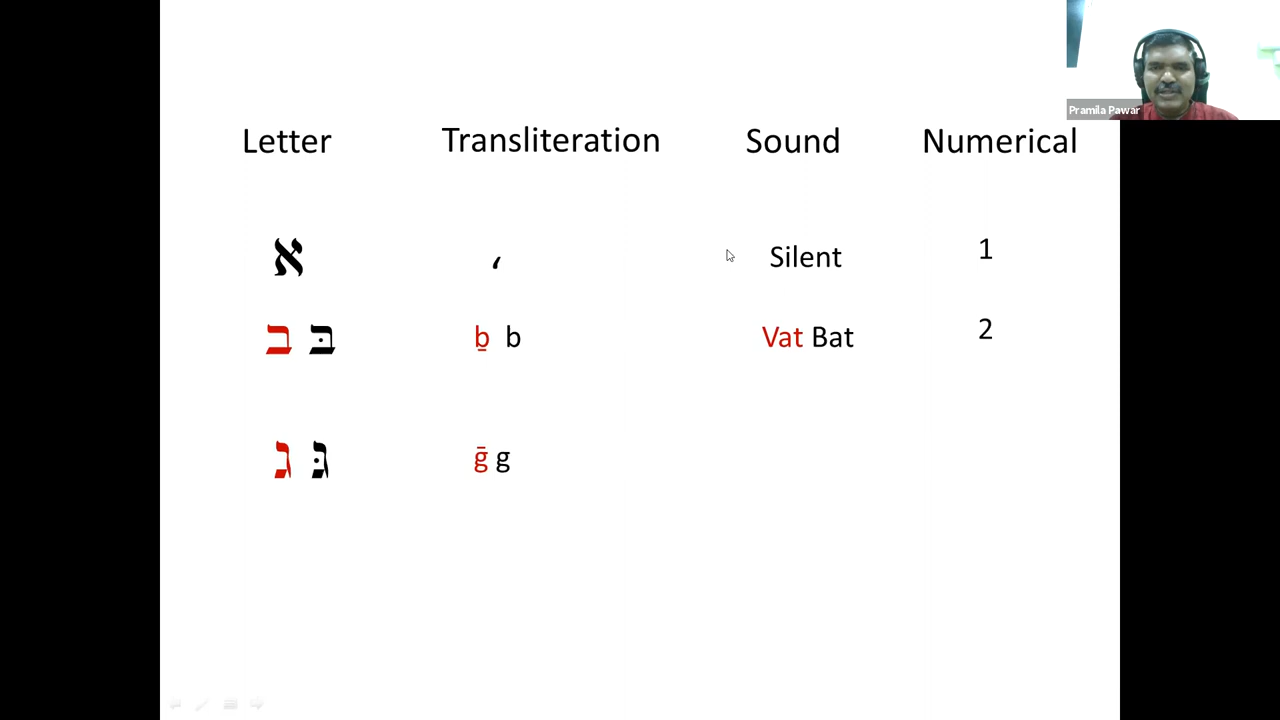 Pramila Pawar
Letter Transliteration Sound Numerical
א ʼ Silent 1
ב בּ ḇ b Vat Bat 2
ג גּ ḡ g